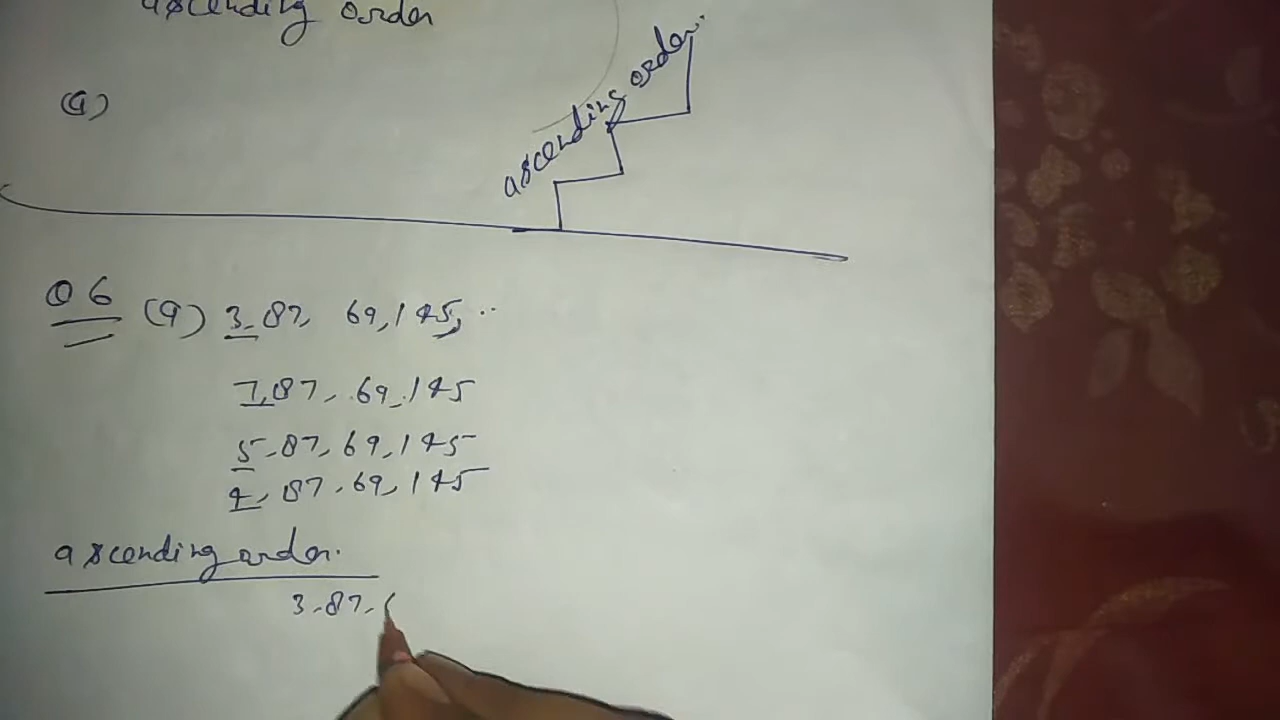 ascending order
(a)
ascending order.
Q6 (a) 3,87, 69,145, ..
7,87, 69,145
5,87,69,145
4,87,69,145
ascending order.
3,87,6